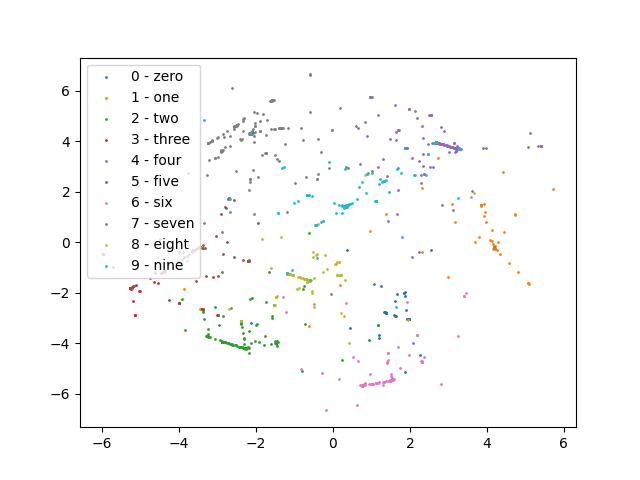 0 - zero
1 - one
2 - two
3 - three
4 - four
5 - five
6 - six
7 - seven
8 - eight
9 - nine
6
4
2
0
−2
−4
−6
−6 −4 −2 0 2 4 6